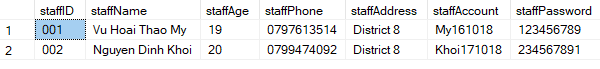 staffID staffName staffAge staffPhone staffAddress staffAccount staffPassword
1 001 Vu Hoai Thao My 19 0797613514 District 8 My161018 123456789
2 002 Nguyen Dinh Khoi 20 0799474092 District 8 Khoi171018 234567891